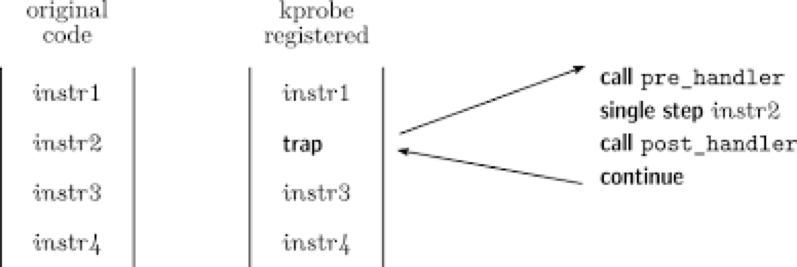 original
code
instr1
instr2
instr3
instr4
kprobe
registered
instr1
trap
instr3
instr4
call pre_handler
single step instr2
call post_handler
continue